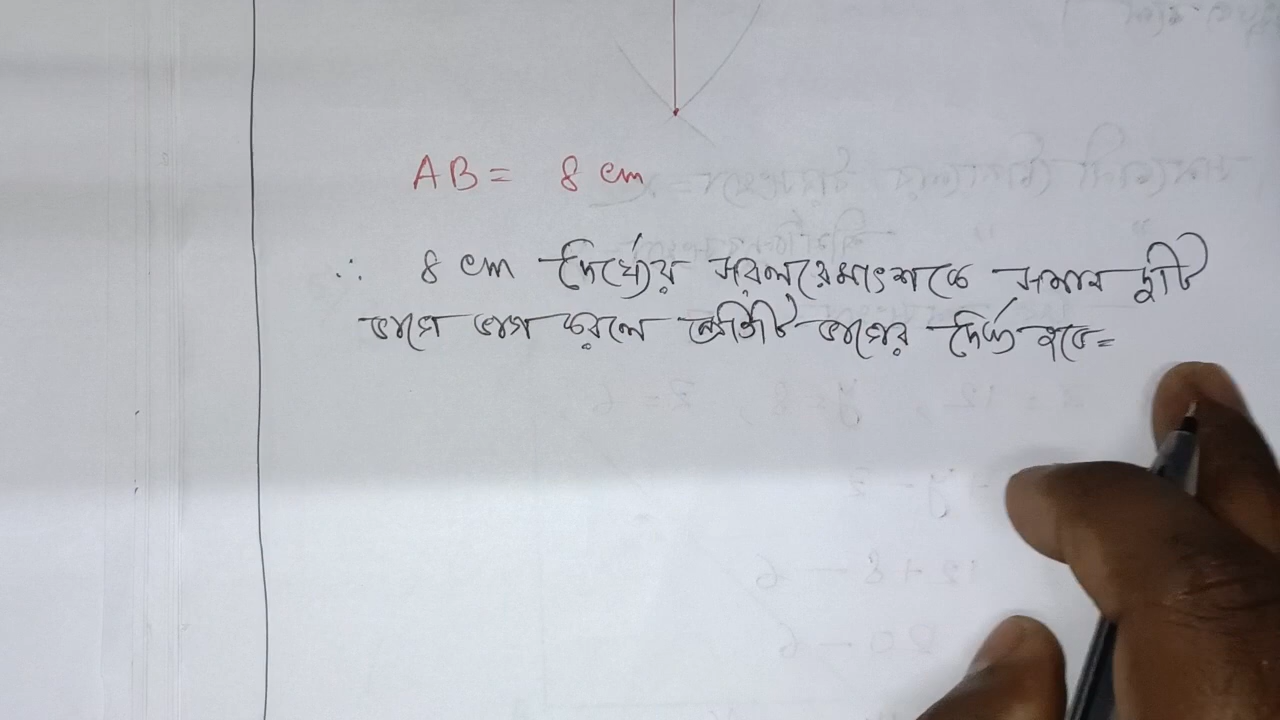 AB = 8 cm
∴ 8 cm দৈর্ঘ্যের সরলরেখাংশকে সমান দুটি
ভাগে ভাগ করলে প্রতিটি ভাগের দৈর্ঘ্য হবে =